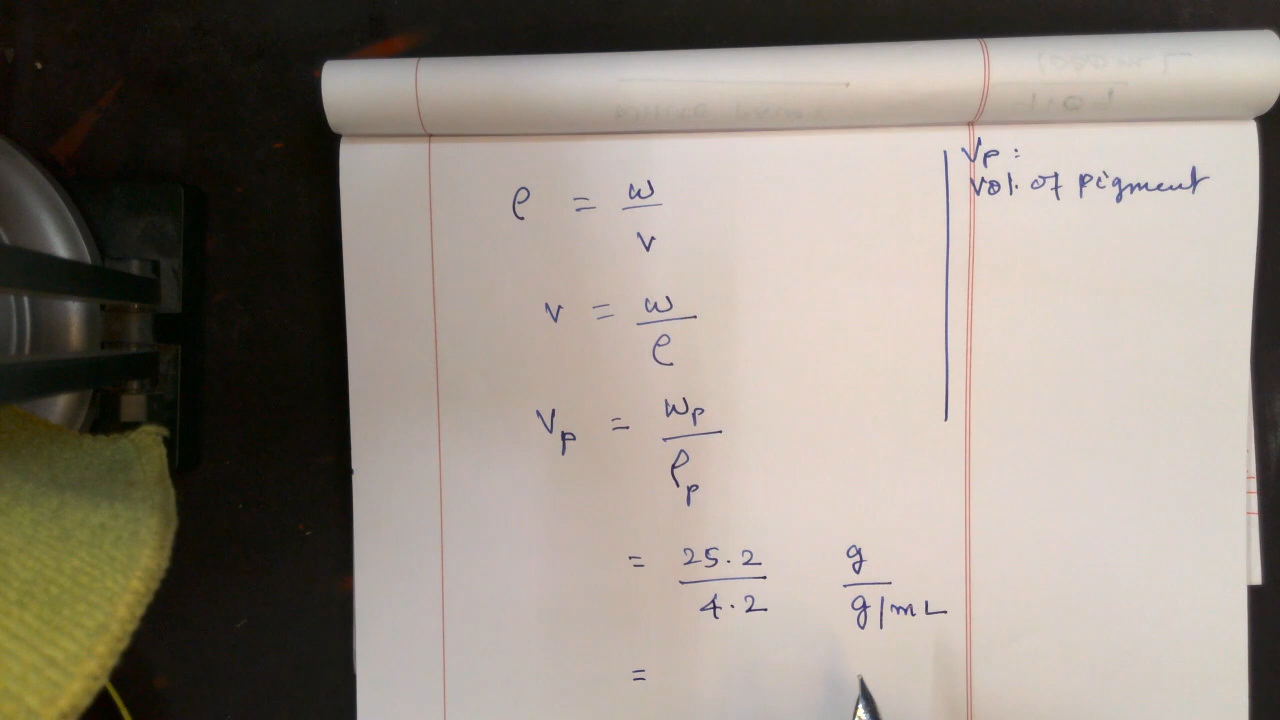 ρ = w/v
v = w/ρ
Vp = wp/ρp
= 25.2/4.2 g/g/mL
=
Vp :
Vol. of pigment